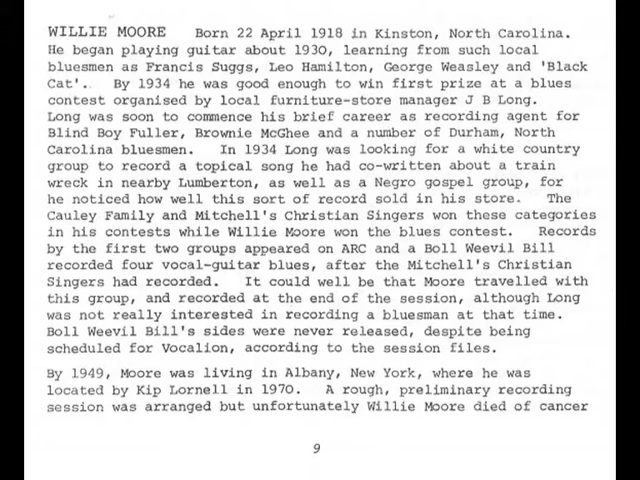 WILLIE MOORE Born 22 April 1918 in Kinston, North Carolina.
He began playing guitar about 1930, learning from such local
bluesmen as Francis Suggs, Leo Hamilton, George Weasley and 'Black
Cat'. By 1934 he was good enough to win first prize at a blues
contest organised by local furniture-store manager J B Long.
Long was soon to commence his brief career as recording agent for
Blind Boy Fuller, Brownie McGhee and a number of Durham, North
Carolina bluesmen. In 1934 Long was looking for a white country
group to record a topical song he had co-written about a train
wreck in nearby Lumberton, as well as a Negro gospel group, for
he noticed how well this sort of record sold in his store. The
Cauley Family and Mitchell's Christian Singers won these categories
in his contests while Willie Moore won the blues contest. Records
by the first two groups appeared on ARC and a Boll Weevil Bill
recorded four vocal-guitar blues, after the Mitchell's Christian
Singers had recorded. It could well be that Moore travelled with
this group, and recorded at the end of the session, although Long
was not really interested in recording a bluesman at that time.
Boll Weevil Bill's sides were never released, despite being
scheduled for Vocalion, according to the session files.
By 1949, Moore was living in Albany, New York, where he was
located by Kip Lornell in 1970. A rough, preliminary recording
session was arranged but unfortunately Willie Moore died of cancer
9